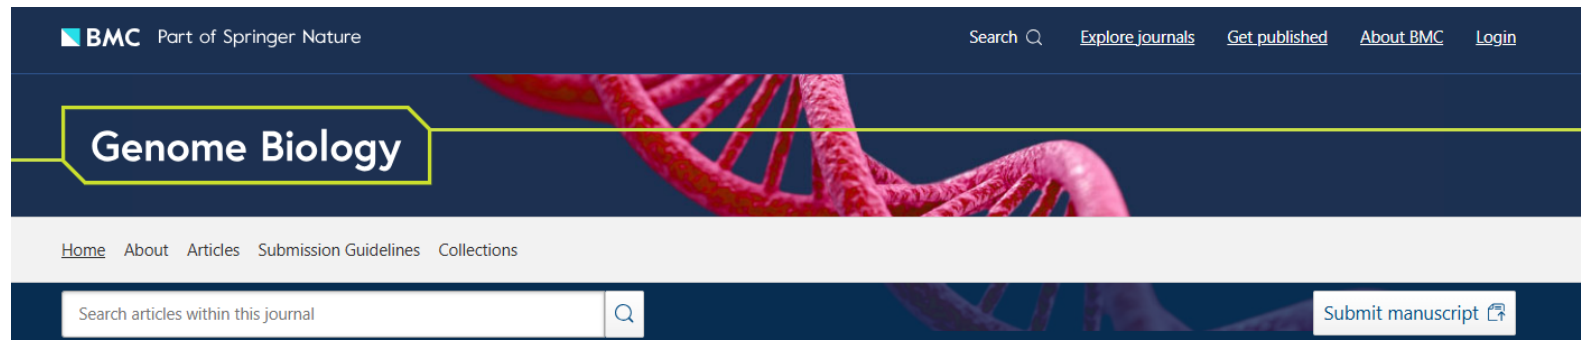 BMC Part of Springer Nature
Search Explore journals Get published About BMC Login
Genome Biology
Home About Articles Submission Guidelines Collections
Search articles within this journal
Submit manuscript